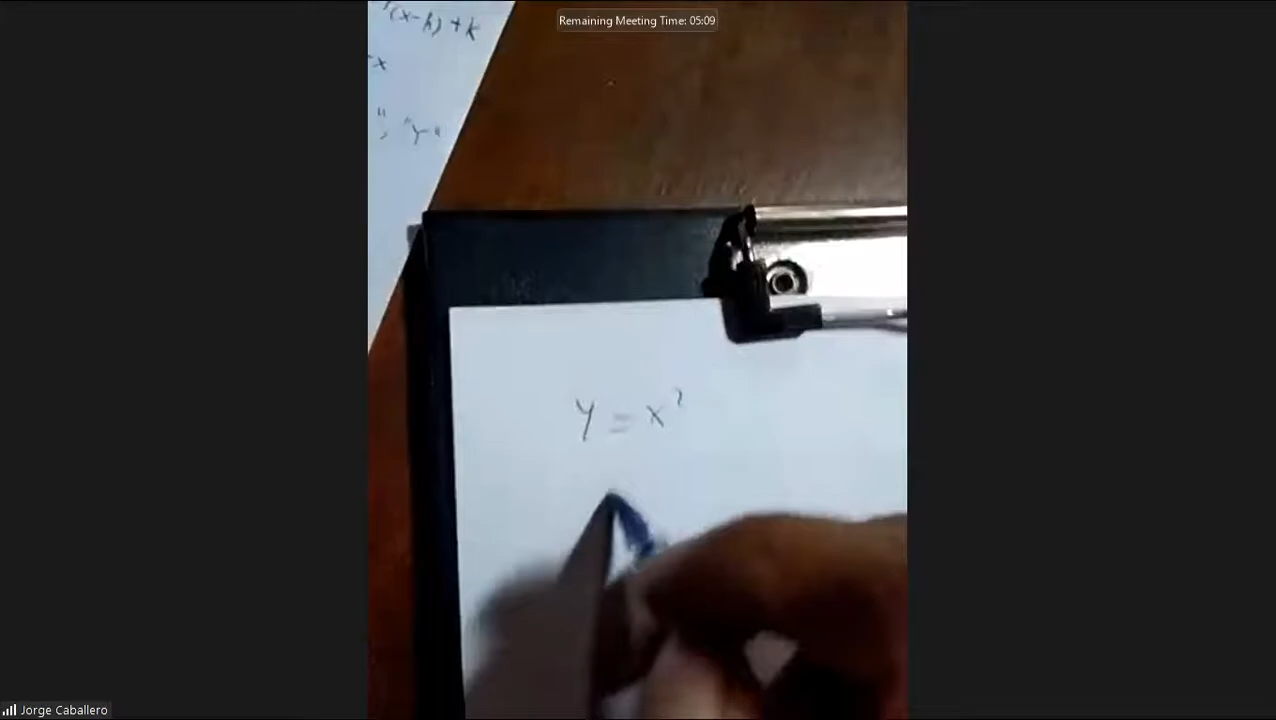 Remaining Meeting Time: 05:09
(x-h) + k
x
", "Y"
y = x²
Jorge Caballero